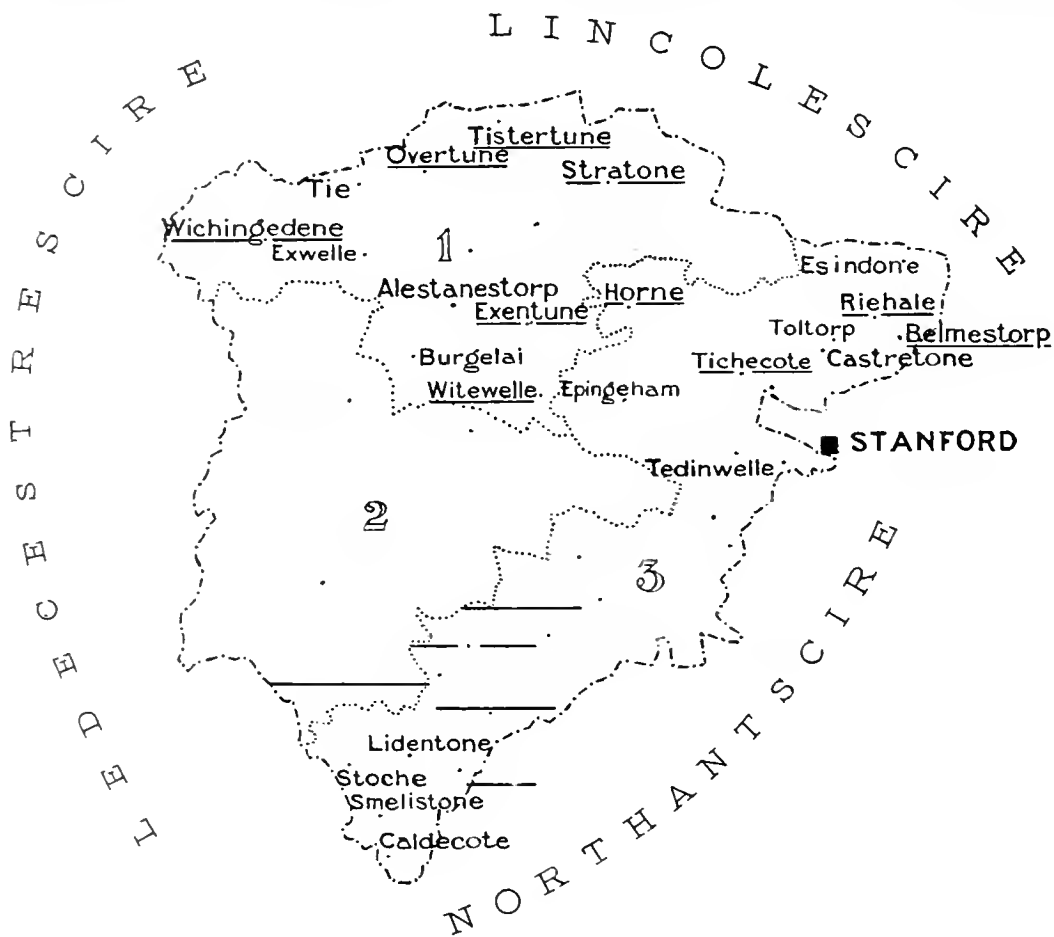 LINCOLESCIRE
LEDECESTRESCIRE
Tistertune
Overtune
Stratone
Tie
Wichingedene
Exwelle
1
Esindone
Alestanestorp
Horne
Exentune
Riehale
Toltorp
Belmestorp
Burgelai
Tichecote
Castretone
Witewelle
Epingeham
STANFORD
Tedinwelle
2
3
NORTHANTSCIRE
Lidentone
Stoche
Smelistone
Caldecote